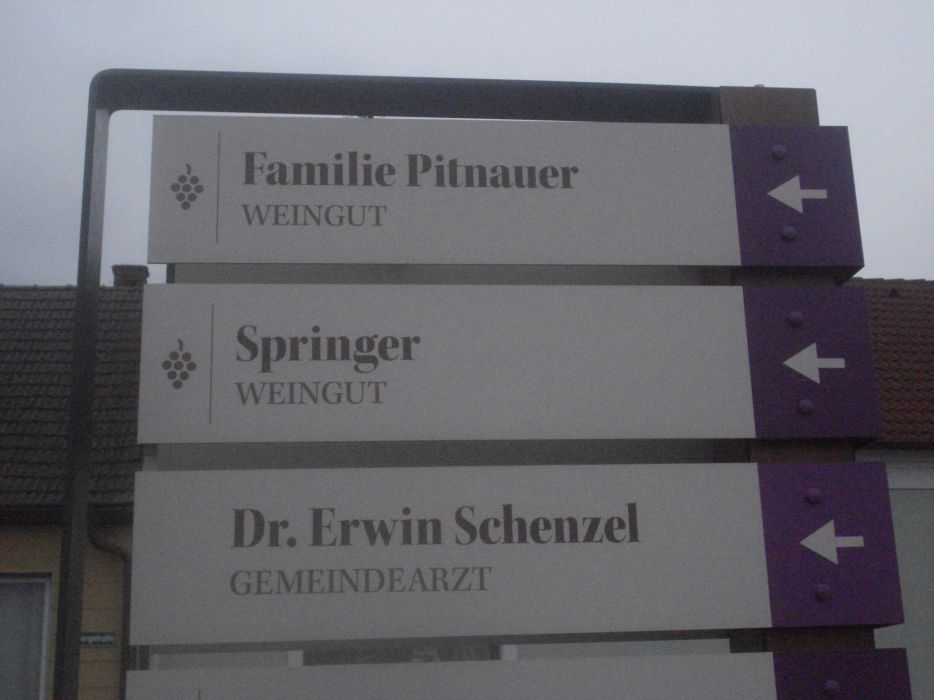 Familie Pitnauer
WEINGUT
Springer
WEINGUT
Dr. Erwin Schenzel
GEMEINDEARZT